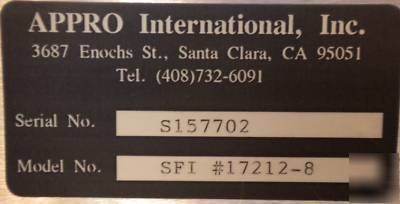 APPRO International, Inc.
3687 Enochs St., Santa Clara, CA 95051
Tel. (408)732-6091
Serial No. S157702
Model No. SFI #17212-8